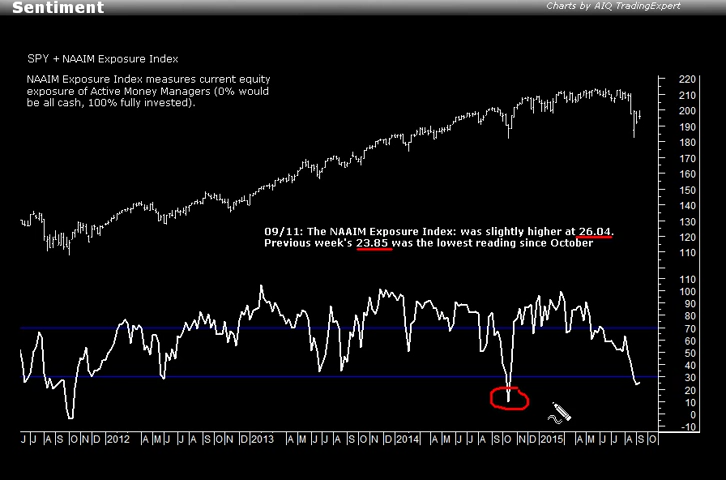 Sentiment
Charts by AIQ TradingExpert
SPY + NAAIM Exposure Index
NAAIM Exposure Index measures current equity
exposure of Active Money Managers (0% would
be all cash, 100% fully invested).
220
210
200
190
180
170
160
150
140
130
120
110
09/11: The NAAIM Exposure Index: was slightly higher at 26.04.
Previous week's 23.85 was the lowest reading since October
110
100
90
80
70
60
50
40
30
20
10
0
-10
J J A S O N D 2012 A M J J A S O N D 2013 A M J J A S O N D 2014 A M J J A S O N D 2015 A M J J A S O